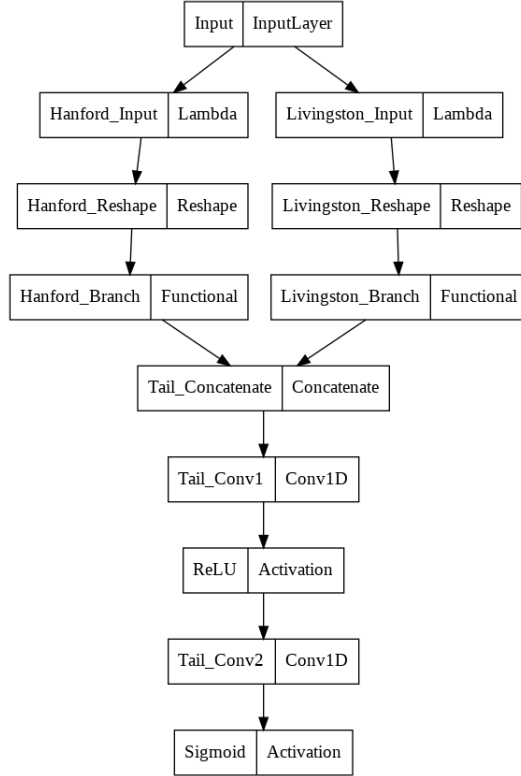 Input InputLayer
Hanford_Input Lambda
Livingston_Input Lambda
Hanford_Reshape Reshape
Livingston_Reshape Reshape
Hanford_Branch Functional
Livingston_Branch Functional
Tail_Concatenate Concatenate
Tail_Conv1 Conv1D
ReLU Activation
Tail_Conv2 Conv1D
Sigmoid Activation